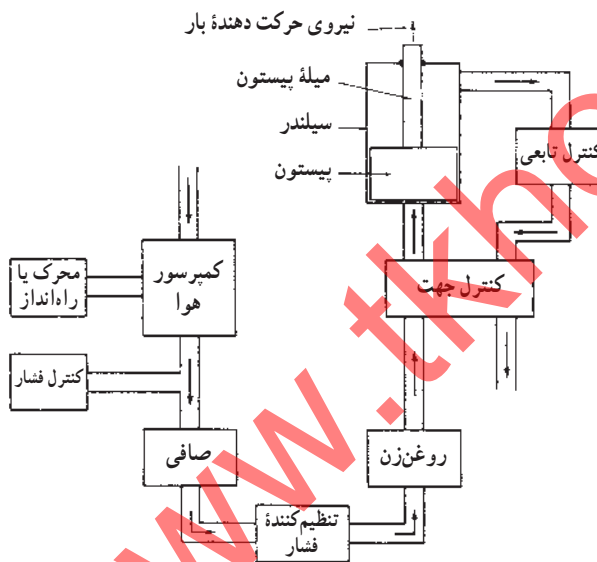 نیروی حرکت دهندهٔ بار
میلهٔ پیستون
سیلندر
پیستون
کنترل تابعی
کنترل جهت
محرک یا
راه‌انداز
کمپرسور
هوا
کنترل فشار
صافی
تنظیم‌کنندهٔ
فشار
روغن‌زن
www.tkho